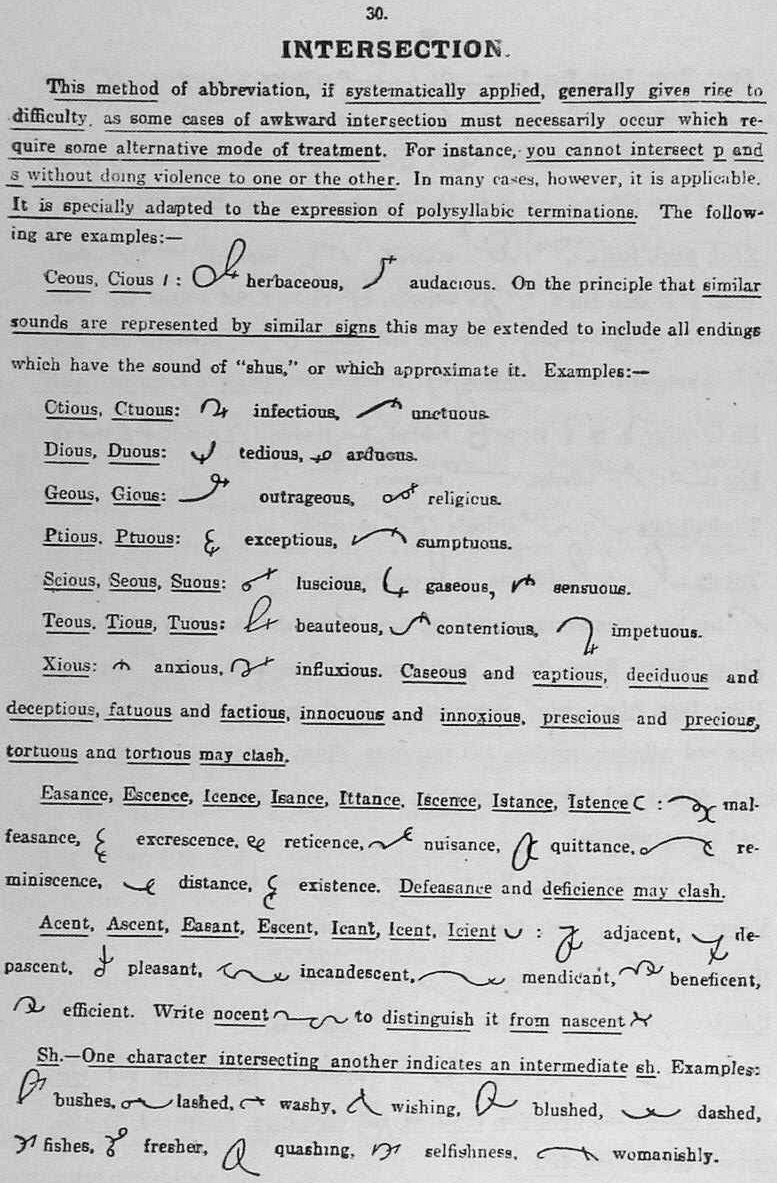 30.
INTERSECTION.
This method of abbreviation, if systematically applied, generally gives rise to
difficulty, as some cases of awkward intersection must necessarily occur which re-
quire some alternative mode of treatment. For instance, you cannot intersect p and
s without doing violence to one or the other. In many cases, however, it is applicable.
It is specially adapted to the expression of polysyllabic terminations. The follow-
ing are examples:—
Ceous, Cious / : herbaceous, audacious. On the principle that similar
sounds are represented by similar signs this may be extended to include all endings
which have the sound of "shus," or which approximate it. Examples:—
Ctious, Ctuous: infectious, unctuous.
Dious, Duous: tedious, arduous.
Geous, Gious: outrageous, religious.
Ptious, Ptuous: exceptious, sumptuous.
Scious, Seous, Suous: luscious, gaseous, sensuous.
Teous, Tious, Tuous: beauteous, contentious, impetuous.
Xious: anxious, influxious. Caseous and captious, deciduous and
deceptious, fatuous and factious, innocuous and innoxious, prescious and precious,
tortuous and tortious may clash.
Easance, Escence, Icence, Isance, Ittance, Iscence, Istance, Istence : mal-
feasance, excrescence, reticence, nuisance, quittance, re-
miniscence, distance, existence. Defeasance and deficience may clash.
Acent, Ascent, Easant, Escent, Icant, Icent, Icient : adjacent, de-
pascent, pleasant, incandescent, mendicant, beneficent,
efficient. Write nocent to distinguish it from nascent
Sh.—One character intersecting another indicates an intermediate sh. Examples:
bushes, lashed, washy, wishing, blushed, dashed,
fishes, fresher, quashing, selfishness, womanishly.